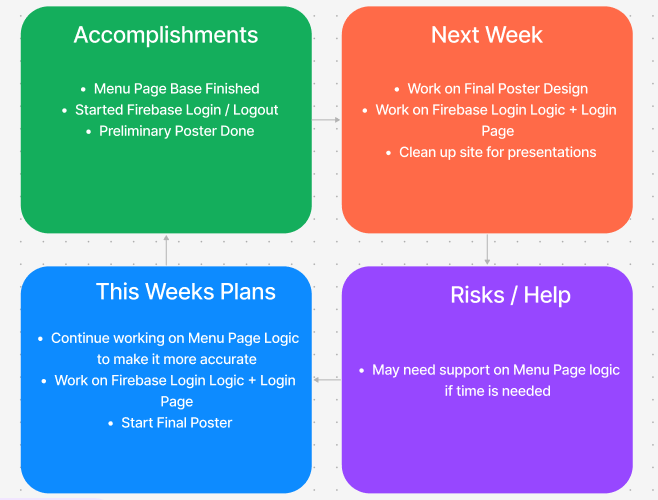 Accomplishments
• Menu Page Base Finished
• Started Firebase Login / Logout
• Preliminary Poster Done
Next Week
• Work on Final Poster Design
• Work on Firebase Login Logic + Login
Page
• Clean up site for presentations
This Weeks Plans
• Continue working on Menu Page Logic
to make it more accurate
• Work on Firebase Login Logic + Login
Page
• Start Final Poster
Risks / Help
• May need support on Menu Page logic
if time is needed